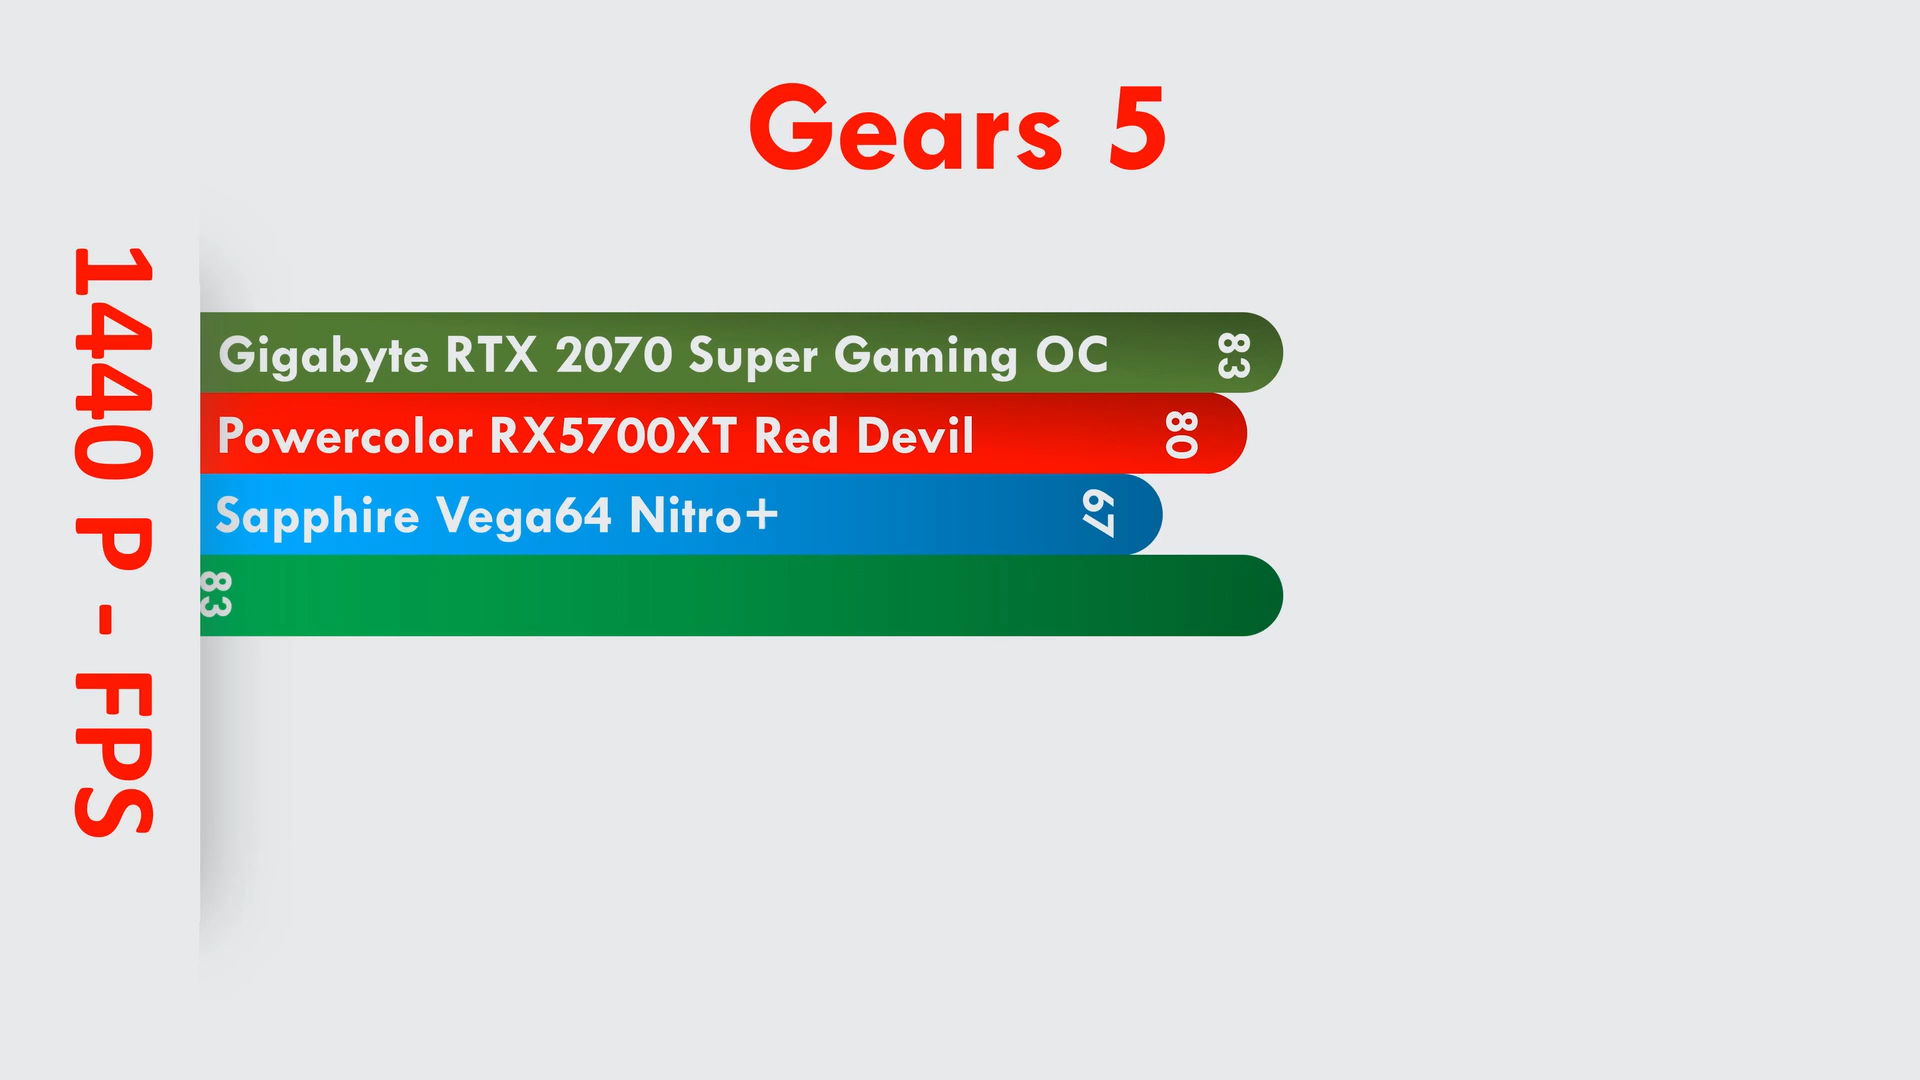 Gears 5
1440 P - FPS
Gigabyte RTX 2070 Super Gaming OC 83
Powercolor RX5700XT Red Devil 80
Sapphire Vega64 Nitro+ 67
83